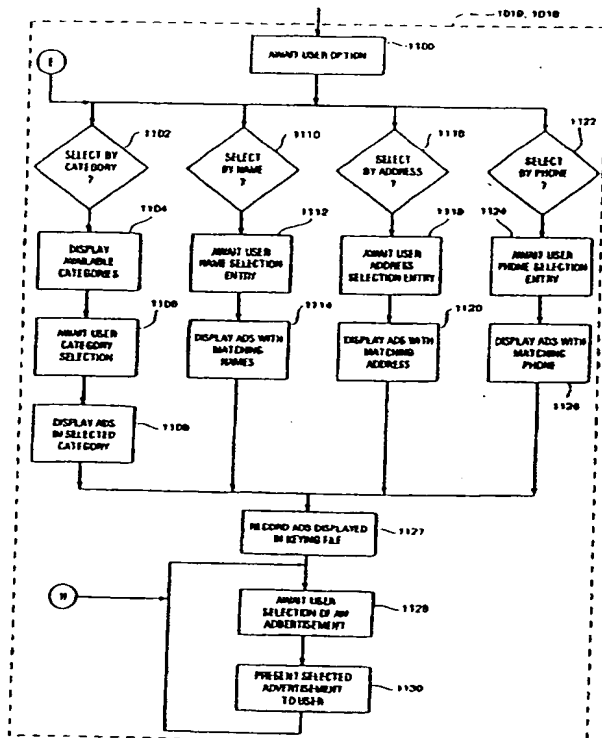 1019, 1018
AWAIT USER OPTION
1100
1102
1110
1116
1122
SELECT BY CATEGORY ?
SELECT BY NAME ?
SELECT BY ADDRESS ?
SELECT BY PHONE ?
1104
1112
1118
1124
DISPLAY AVAILABLE CATEGORIES
AWAIT USER NAME SELECTION ENTRY
AWAIT USER ADDRESS SELECTION ENTRY
AWAIT USER PHONE SELECTION ENTRY
1106
1114
1120
AWAIT USER CATEGORY SELECTION
DISPLAY ADS WITH MATCHING NAMES
DISPLAY ADS WITH MATCHING ADDRESS
DISPLAY ADS WITH MATCHING PHONE
1126
DISPLAY ADS IN SELECTED CATEGORY
1108
RECORD ADS DISPLAYED IN KEYING FILE
1127
AWAIT USER SELECTION OF AN ADVERTISEMENT
1128
PRESENT SELECTED ADVERTISEMENT TO USER
1130